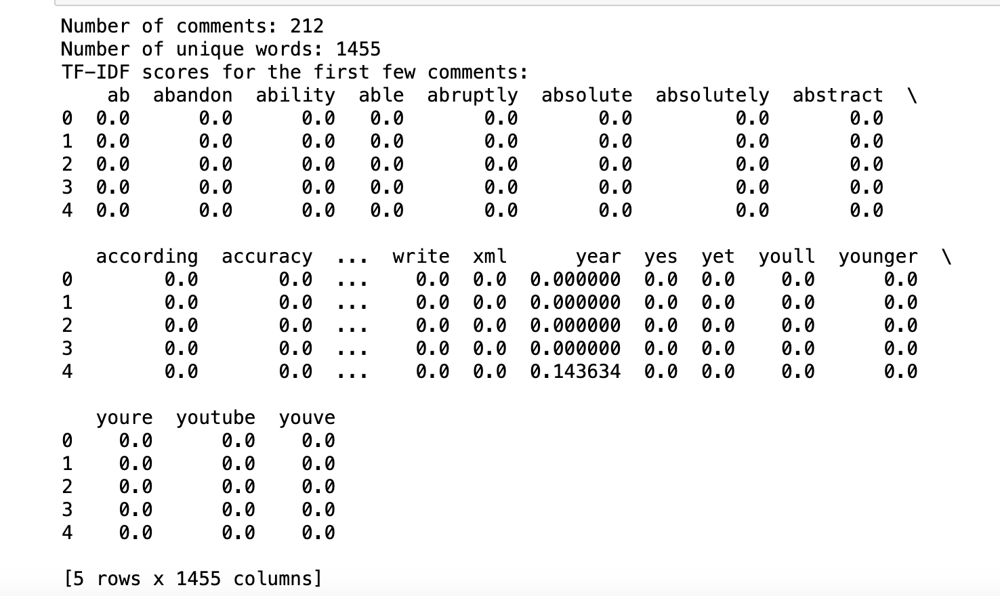 Number of comments: 212
Number of unique words: 1455
TF-IDF scores for the first few comments:
    ab  abandon  ability  able  abruptly  absolute  absolutely  abstract  \
0  0.0      0.0      0.0   0.0       0.0       0.0         0.0       0.0
1  0.0      0.0      0.0   0.0       0.0       0.0         0.0       0.0
2  0.0      0.0      0.0   0.0       0.0       0.0         0.0       0.0
3  0.0      0.0      0.0   0.0       0.0       0.0         0.0       0.0
4  0.0      0.0      0.0   0.0       0.0       0.0         0.0       0.0

   according  accuracy  ...  write  xml      year  yes  yet  youll  younger  \
0        0.0       0.0  ...    0.0  0.0  0.000000  0.0  0.0    0.0      0.0
1        0.0       0.0  ...    0.0  0.0  0.000000  0.0  0.0    0.0      0.0
2        0.0       0.0  ...    0.0  0.0  0.000000  0.0  0.0    0.0      0.0
3        0.0       0.0  ...    0.0  0.0  0.000000  0.0  0.0    0.0      0.0
4        0.0       0.0  ...    0.0  0.0  0.143634  0.0  0.0    0.0      0.0

   youre  youtube  youve
0    0.0      0.0    0.0
1    0.0      0.0    0.0
2    0.0      0.0    0.0
3    0.0      0.0    0.0
4    0.0      0.0    0.0

[5 rows x 1455 columns]